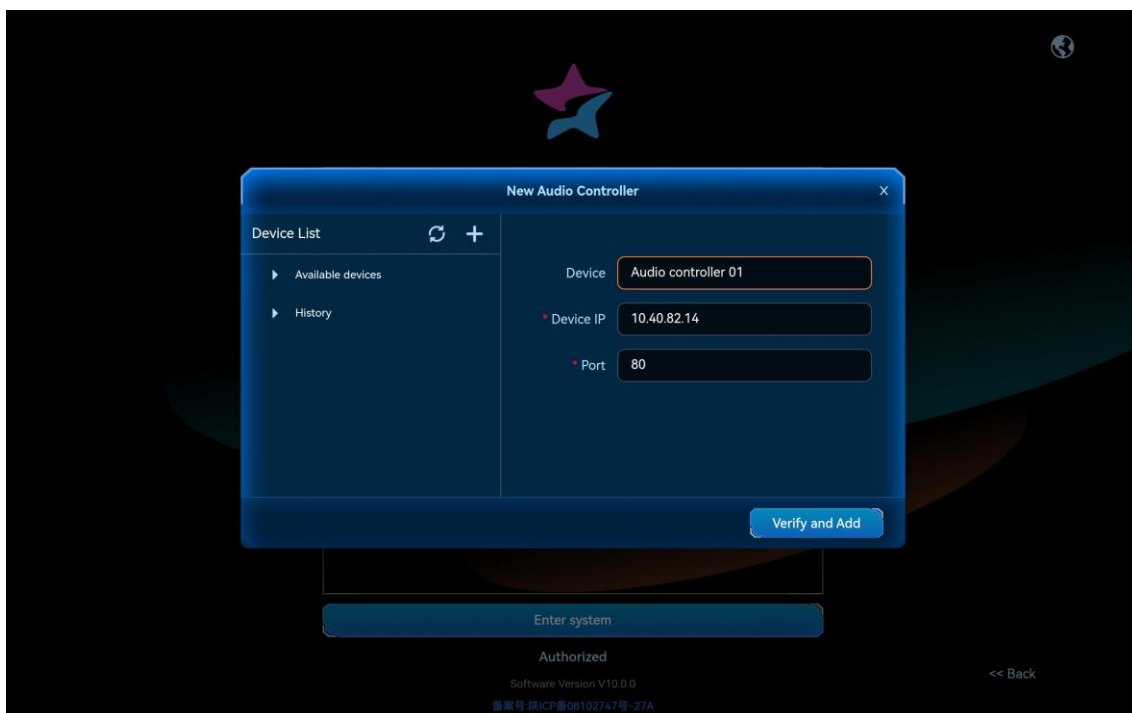 New Audio Controller
X
Device List
Available devices
History
Device Audio controller 01
* Device IP 10.40.82.14
* Port 80
Verify and Add
Enter system
Authorized
Software Version V10.0.0
备案号:陕ICP备08102747号-27A
<< Back